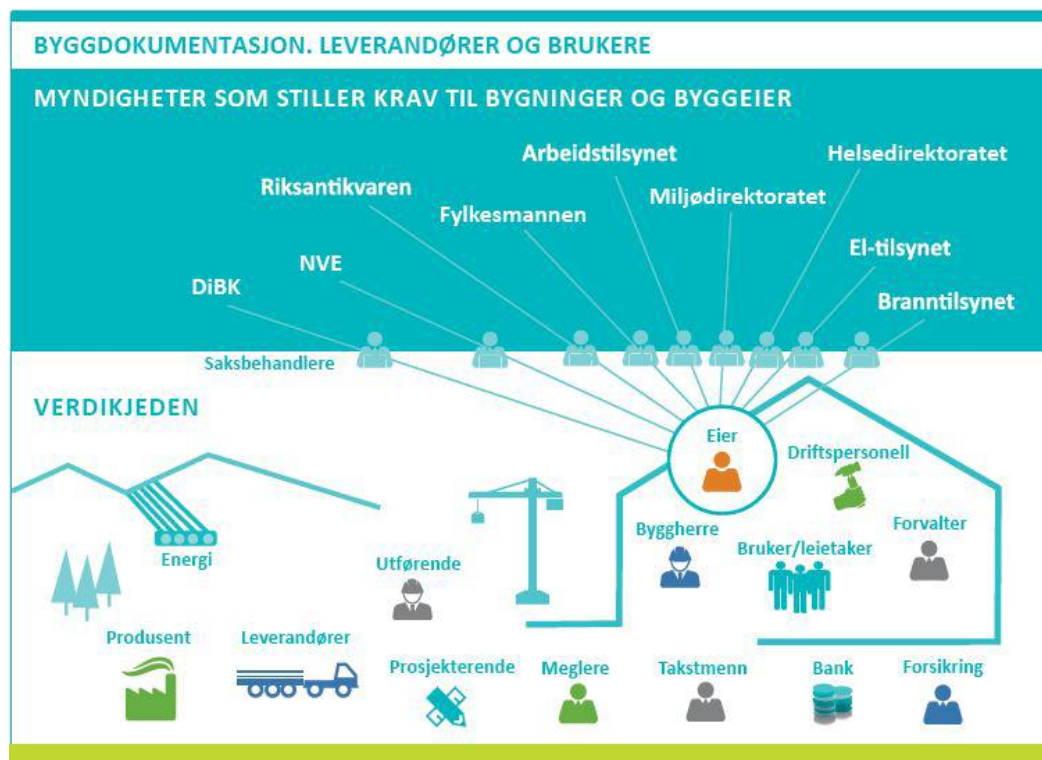 BYGGDOKUMENTASJON. LEVERANDØRER OG BRUKERE
MYNDIGHETER SOM STILLER KRAV TIL BYGNINGER OG BYGGEIER
Arbeidstilsynet
Helsedirektoratet
Riksantikvaren
Miljødirektoratet
Fylkesmannen
El-tilsynet
NVE
DiBK
Branntilsynet
Saksbehandlere
VERDIKJEDEN
Eier
Driftspersonell
Byggherre
Forvalter
Bruker/leietaker
Energi
Utførende
Produsent
Leverandører
Prosjekterende
Meglere
Takstmenn
Bank
Forsikring